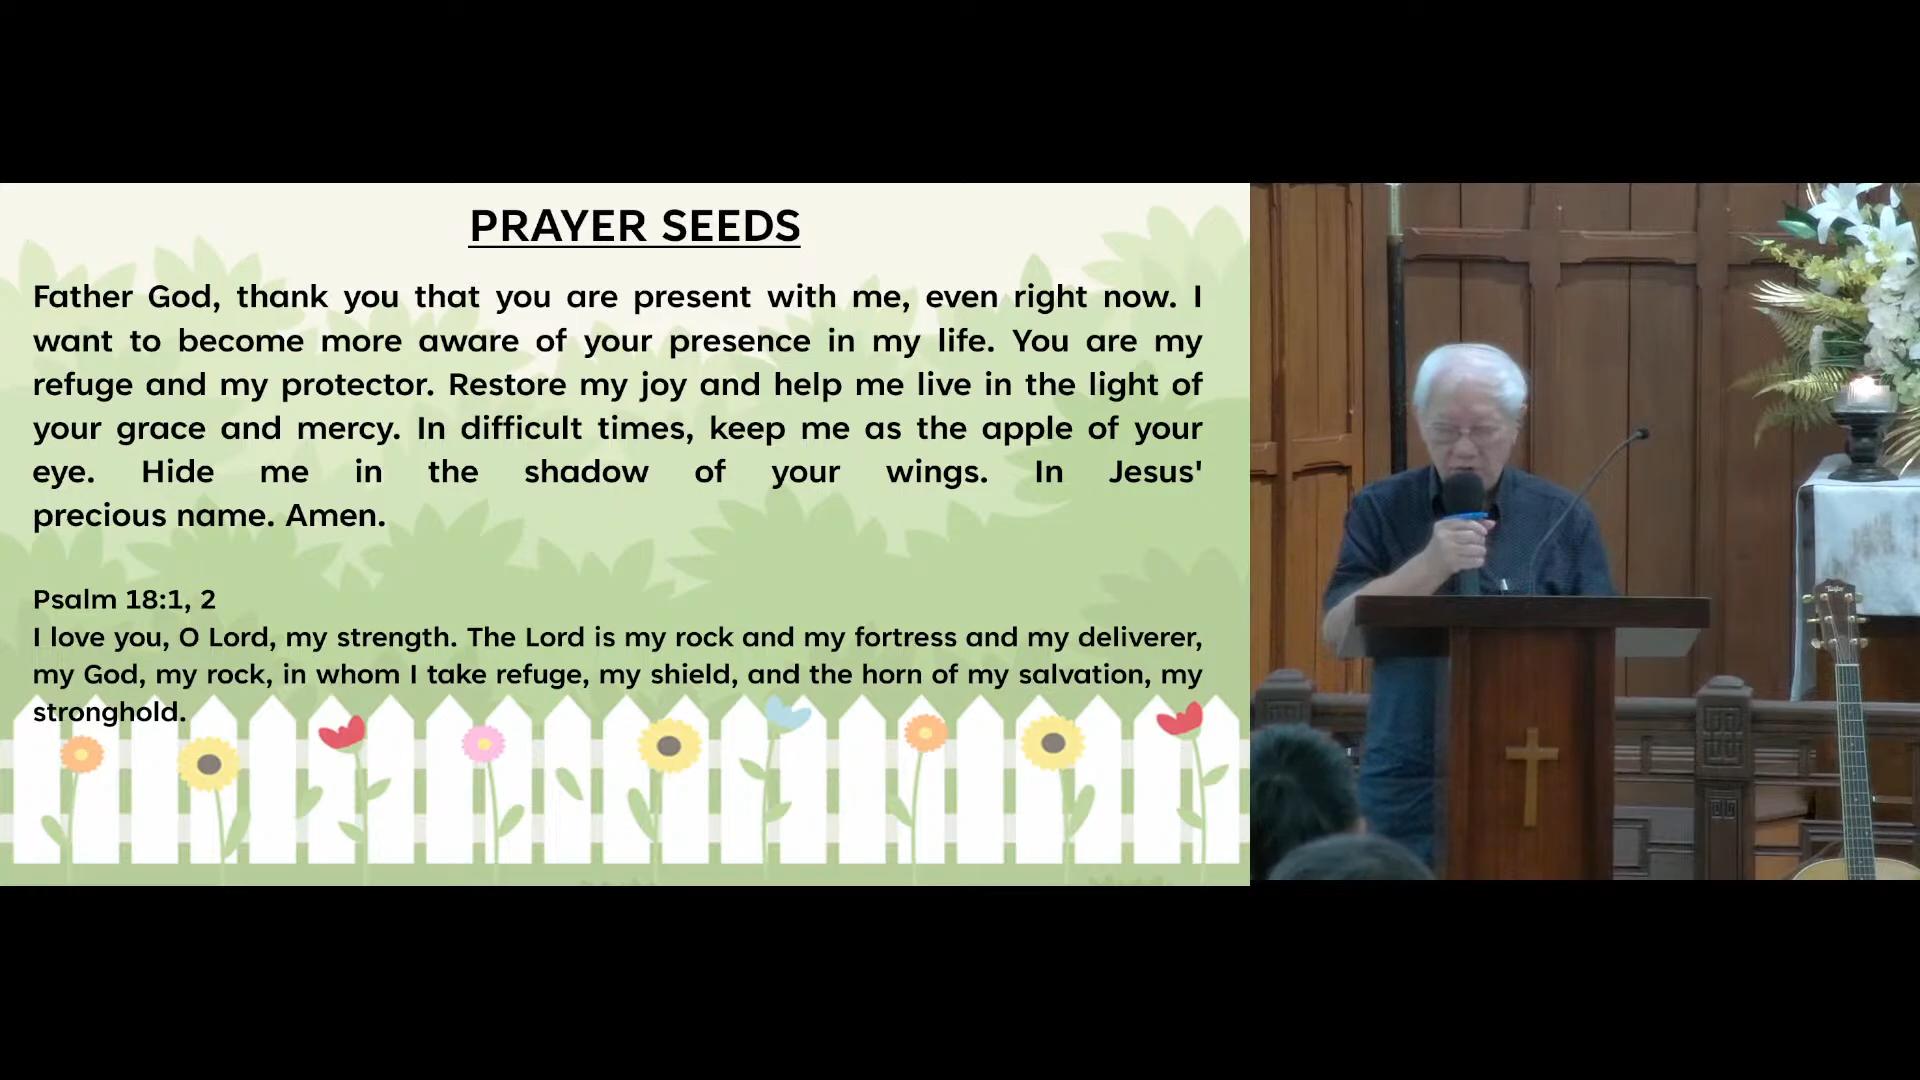 PRAYER SEEDS
Father God, thank you that you are present with me, even right now. I
want to become more aware of your presence in my life. You are my
refuge and my protector. Restore my joy and help me live in the light of
your grace and mercy. In difficult times, keep me as the apple of your
eye. Hide me in the shadow of your wings. In Jesus'
precious name. Amen.
Psalm 18:1, 2
I love you, O Lord, my strength. The Lord is my rock and my fortress and my deliverer,
my God, my rock, in whom I take refuge, my shield, and the horn of my salvation, my
stronghold.
Taylor